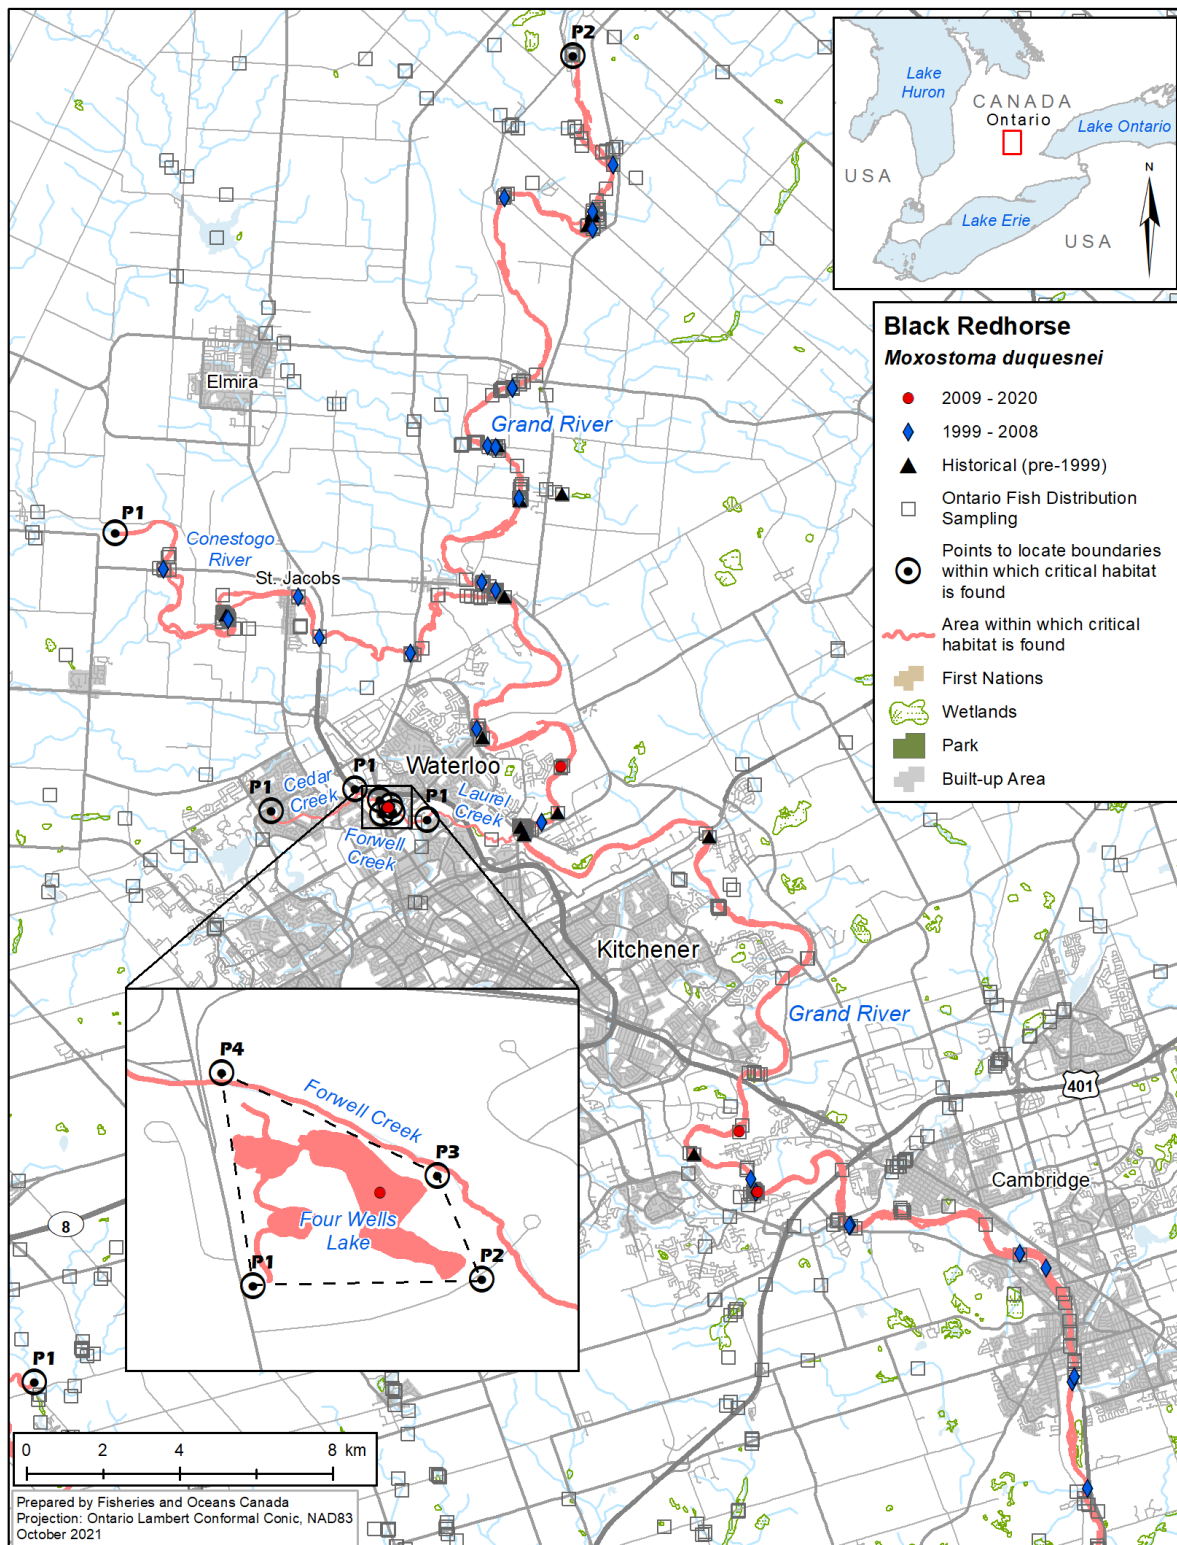 P2
Lake
Huron
CANADA
Ontario
Lake Ontario
USA
Lake Erie
USA
N
Black Redhorse
Moxostoma duquesnei
2009 - 2020
1999 - 2008
Historical (pre-1999)
Ontario Fish Distribution
Sampling
Points to locate boundaries
within which critical habitat
is found
Area within which critical
habitat is found
First Nations
Wetlands
Park
Built-up Area
Elmira
Grand River
P1
Conestogo
River
St. Jacobs
Waterloo
P1
P1
Cedar
Creek
Laurel
Creek
P1
Forwell
Creek
Kitchener
Grand River
401
Cambridge
P4
Forwell Creek
P3
Four Wells
Lake
P1
P2
8
P1
0 2 4 8 km
Prepared by Fisheries and Oceans Canada
Projection: Ontario Lambert Conformal Conic, NAD83
October 2021